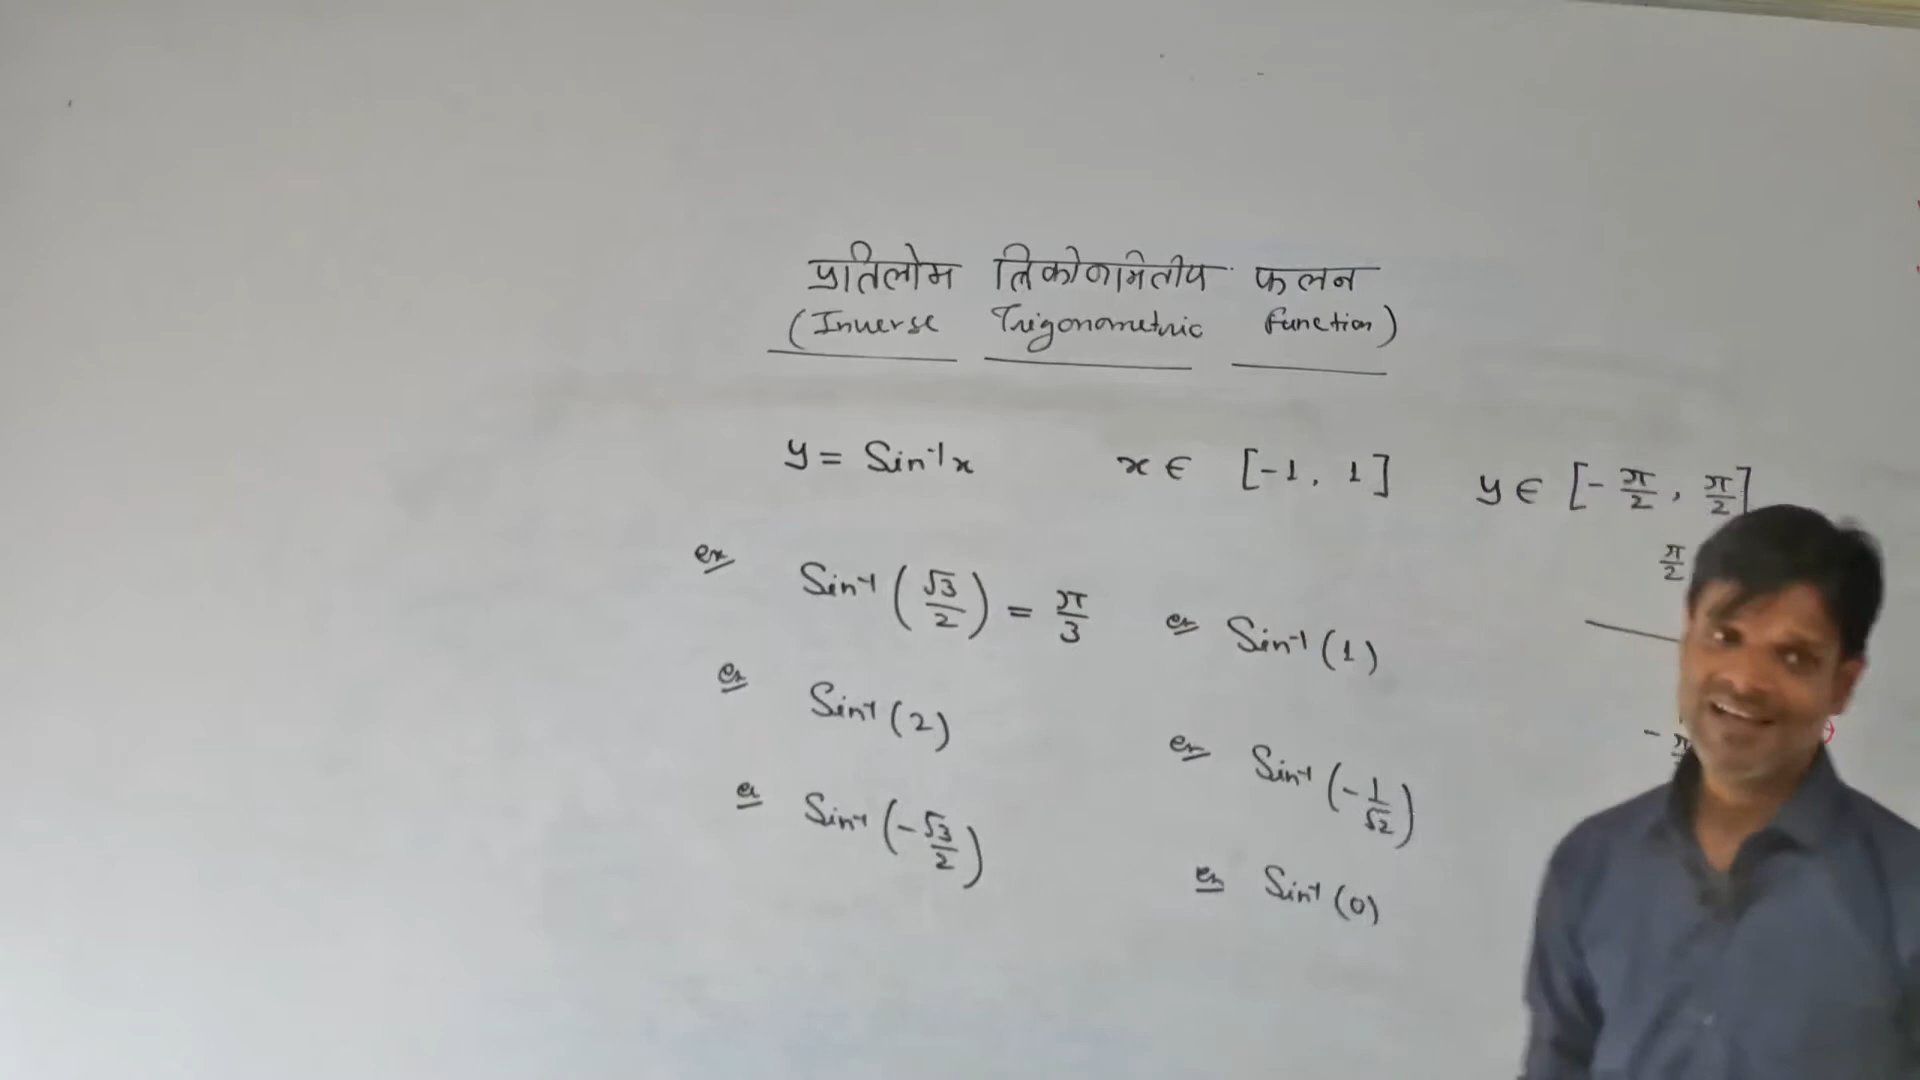 प्रतिलोम त्रिकोणमितीय फलन
(Inverse Trigonometric function)
y = Sin⁻¹x x ∈ [-1, 1] y ∈ [-π/2, π/2]
π/2
ex Sin⁻¹(√3/2) = π/3 ex Sin⁻¹(1)
ex Sin⁻¹(2) ex Sin⁻¹(-1/√2)
ex Sin⁻¹(-√3/2) ex Sin⁻¹(0)